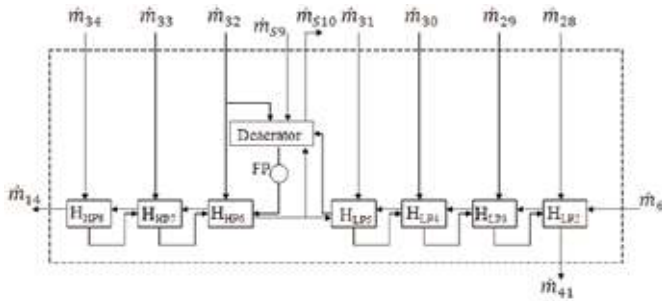 ṁ34 ṁ33 ṁ32 ṁS9 ṁS10 ṁ31 ṁ30 ṁ29 ṁ28
Deaerator
FP
ṁ14 HHP8 HHP7 HHP6 HLP5 HLP4 HLP3 HLP2 ṁ6
ṁ41